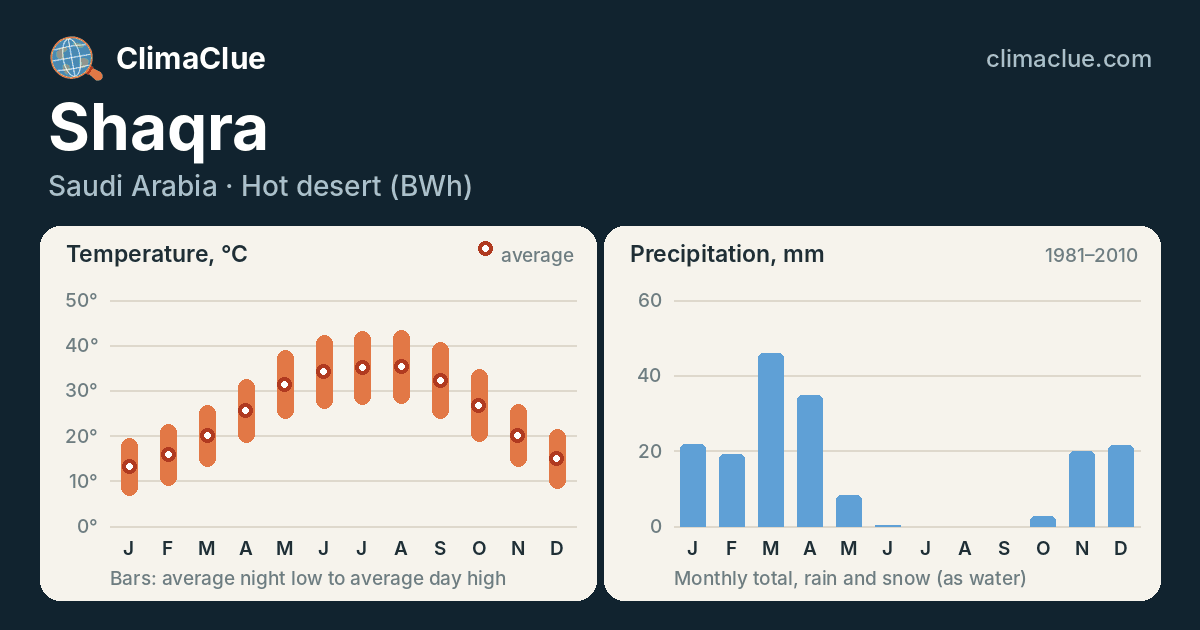 ClimaClue
climaclue.com
Shaqra
Saudi Arabia · Hot desert (BWh)
Temperature, °C
average
50°
40°
30°
20°
10°
0°
J F M A M J J A S O N D
Bars: average night low to average day high
Precipitation, mm
1981–2010
60
40
20
0
J F M A M J J A S O N D
Monthly total, rain and snow (as water)